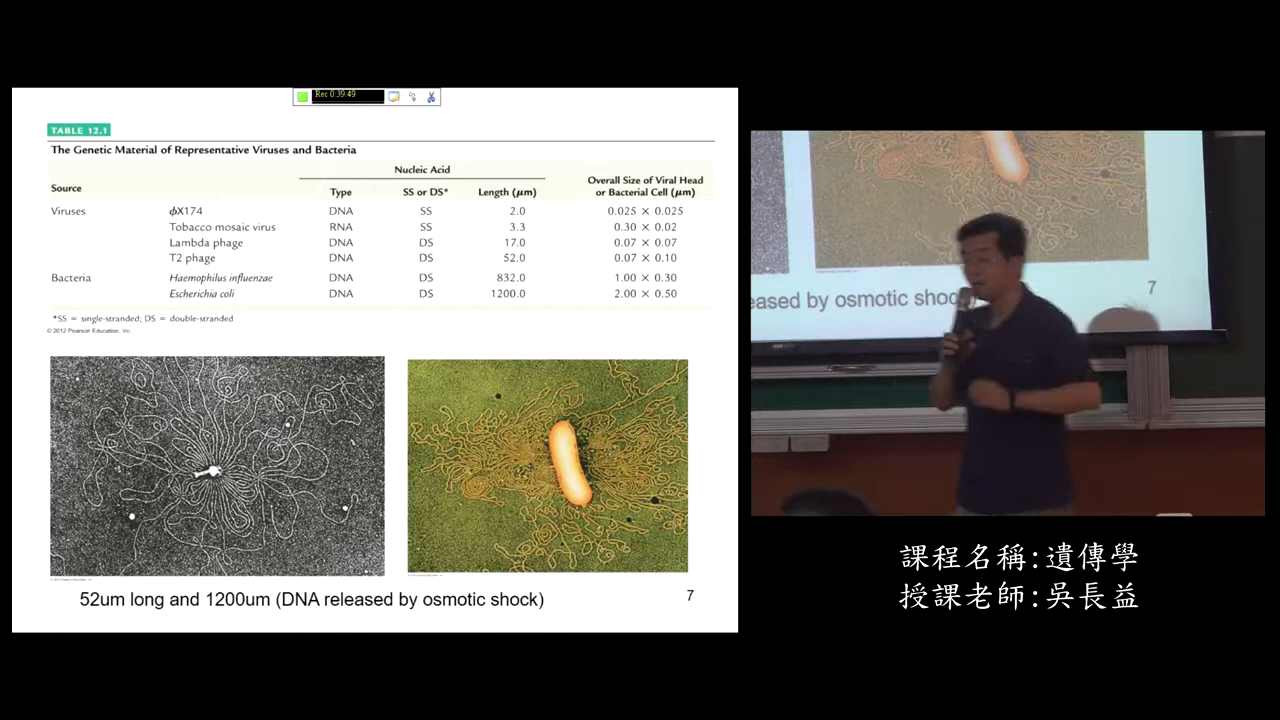 Rec 0:39:49
TABLE 12.1
The Genetic Material of Representative Viruses and Bacteria
Nucleic Acid
Source Type SS or DS* Length (μm) Overall Size of Viral Head or Bacterial Cell (μm)
Viruses ϕX174 DNA SS 2.0 0.025 × 0.025
Tobacco mosaic virus RNA SS 3.3 0.30 × 0.02
Lambda phage DNA DS 17.0 0.07 × 0.07
T2 phage DNA DS 52.0 0.07 × 0.10
Bacteria Haemophilus influenzae DNA DS 832.0 1.00 × 0.30
Escherichia coli DNA DS 1200.0 2.00 × 0.50
*SS = single-stranded; DS = double-stranded
© 2012 Pearson Education, Inc.
52um long and 1200um (DNA released by osmotic shock)
7
eased by osmotic shoc
7
課程名稱:遺傳學
授課老師:吳長益